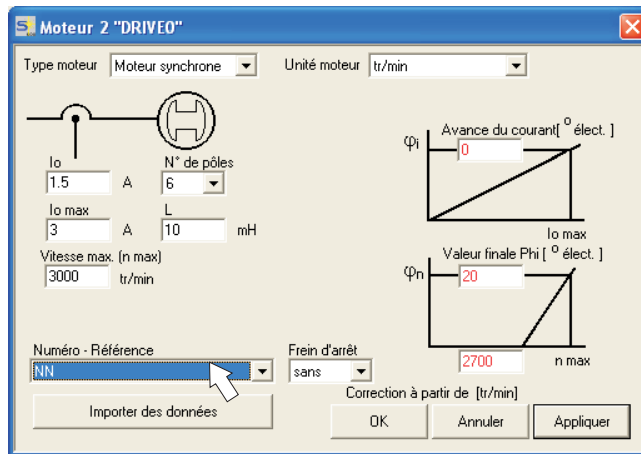 Moteur 2 "DRIVE0"
Type moteur Moteur synchrone Unité moteur tr/min
Io N° de pôles
1.5 A 6
Io max L
3 A 10 mH
Vitesse max. (n max)
3000 tr/min
Avance du courant[ ° élect. ]
φi 0
Io max
Valeur finale Phi [ ° élect. ]
φn 20
2700 n max
Correction à partir de [tr/min]
Numéro - Référence Frein d'arrêt
NN sans
Importer des données OK Annuler Appliquer